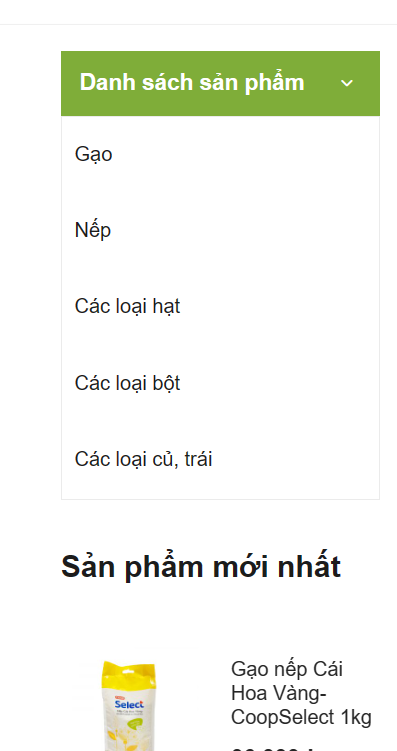 Danh sách sản phẩm
Gạo
Nếp
Các loại hạt
Các loại bột
Các loại củ, trái
Sản phẩm mới nhất
Select
Gạo nếp Cái
Hoa Vàng-
CoopSelect 1kg